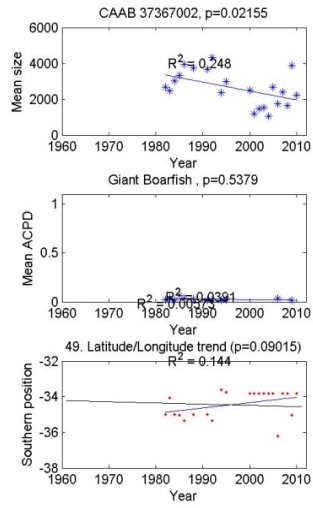 CAAB 37367002, p=0.02155
6000
4000
2000
0
R² = 0.248
Mean size
1960 1970 1980 1990 2000 2010
Year
Giant Boarfish , p=0.5379
1
0.5
0
R² = 0.0391
R² = 0.00573
Mean ACPD
1960 1970 1980 1990 2000 2010
Year
49. Latitude/Longitude trend (p=0.09015)
R² = 0.144
-32
-34
-36
-38
Southern position
1960 1970 1980 1990 2000 2010
Year